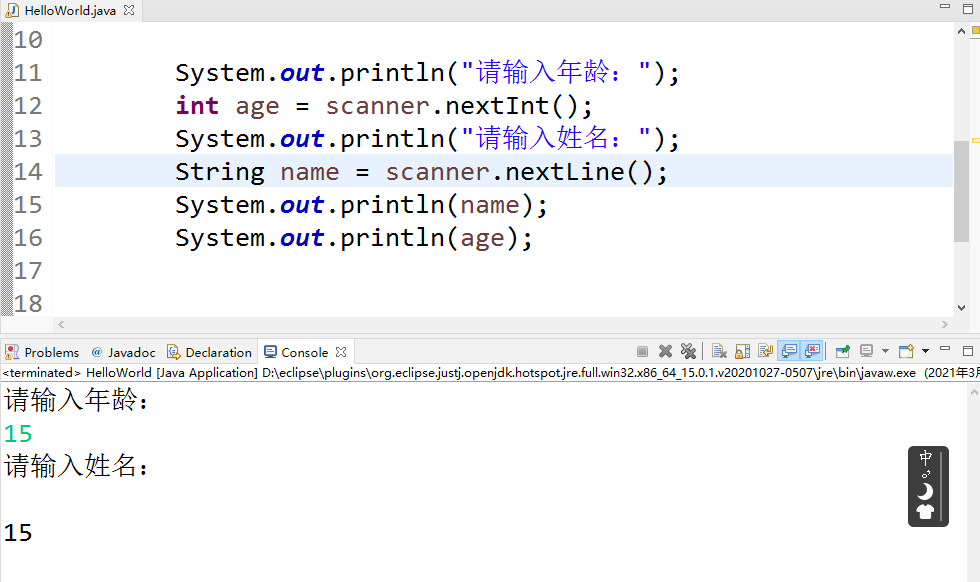 HelloWorld.java
10
11 System.out.println("请输入年龄：");
12 int age = scanner.nextInt();
13 System.out.println("请输入姓名：");
14 String name = scanner.nextLine();
15 System.out.println(name);
16 System.out.println(age);
17
18
Problems @ Javadoc Declaration Console
<terminated> HelloWorld [Java Application] D:\eclipse\plugins\org.eclipse.justj.openjdk.hotspot.jre.full.win32.x86_64_15.0.1.v20201027-0507\jre\bin\javaw.exe (2021年3月
请输入年龄：
15
请输入姓名：
中
15